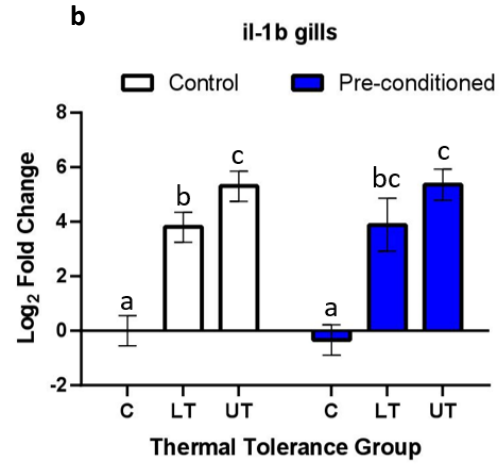 b
il-1b gills
Control Pre-conditioned
Log2 Fold Change
8
6
4
2
0
-2
a b c a bc c
C LT UT C LT UT
Thermal Tolerance Group